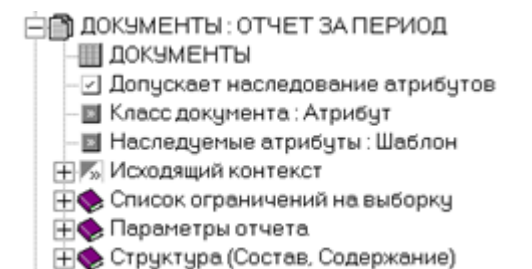 ДОКУМЕНТЫ : ОТЧЕТ ЗА ПЕРИОД
ДОКУМЕНТЫ
Допускает наследование атрибутов
Класс документа : Атрибут
Наследуемые атрибуты : Шаблон
Исходящий контекст
Список ограничений на выборку
Параметры отчета
Структура (Состав, Содержание)